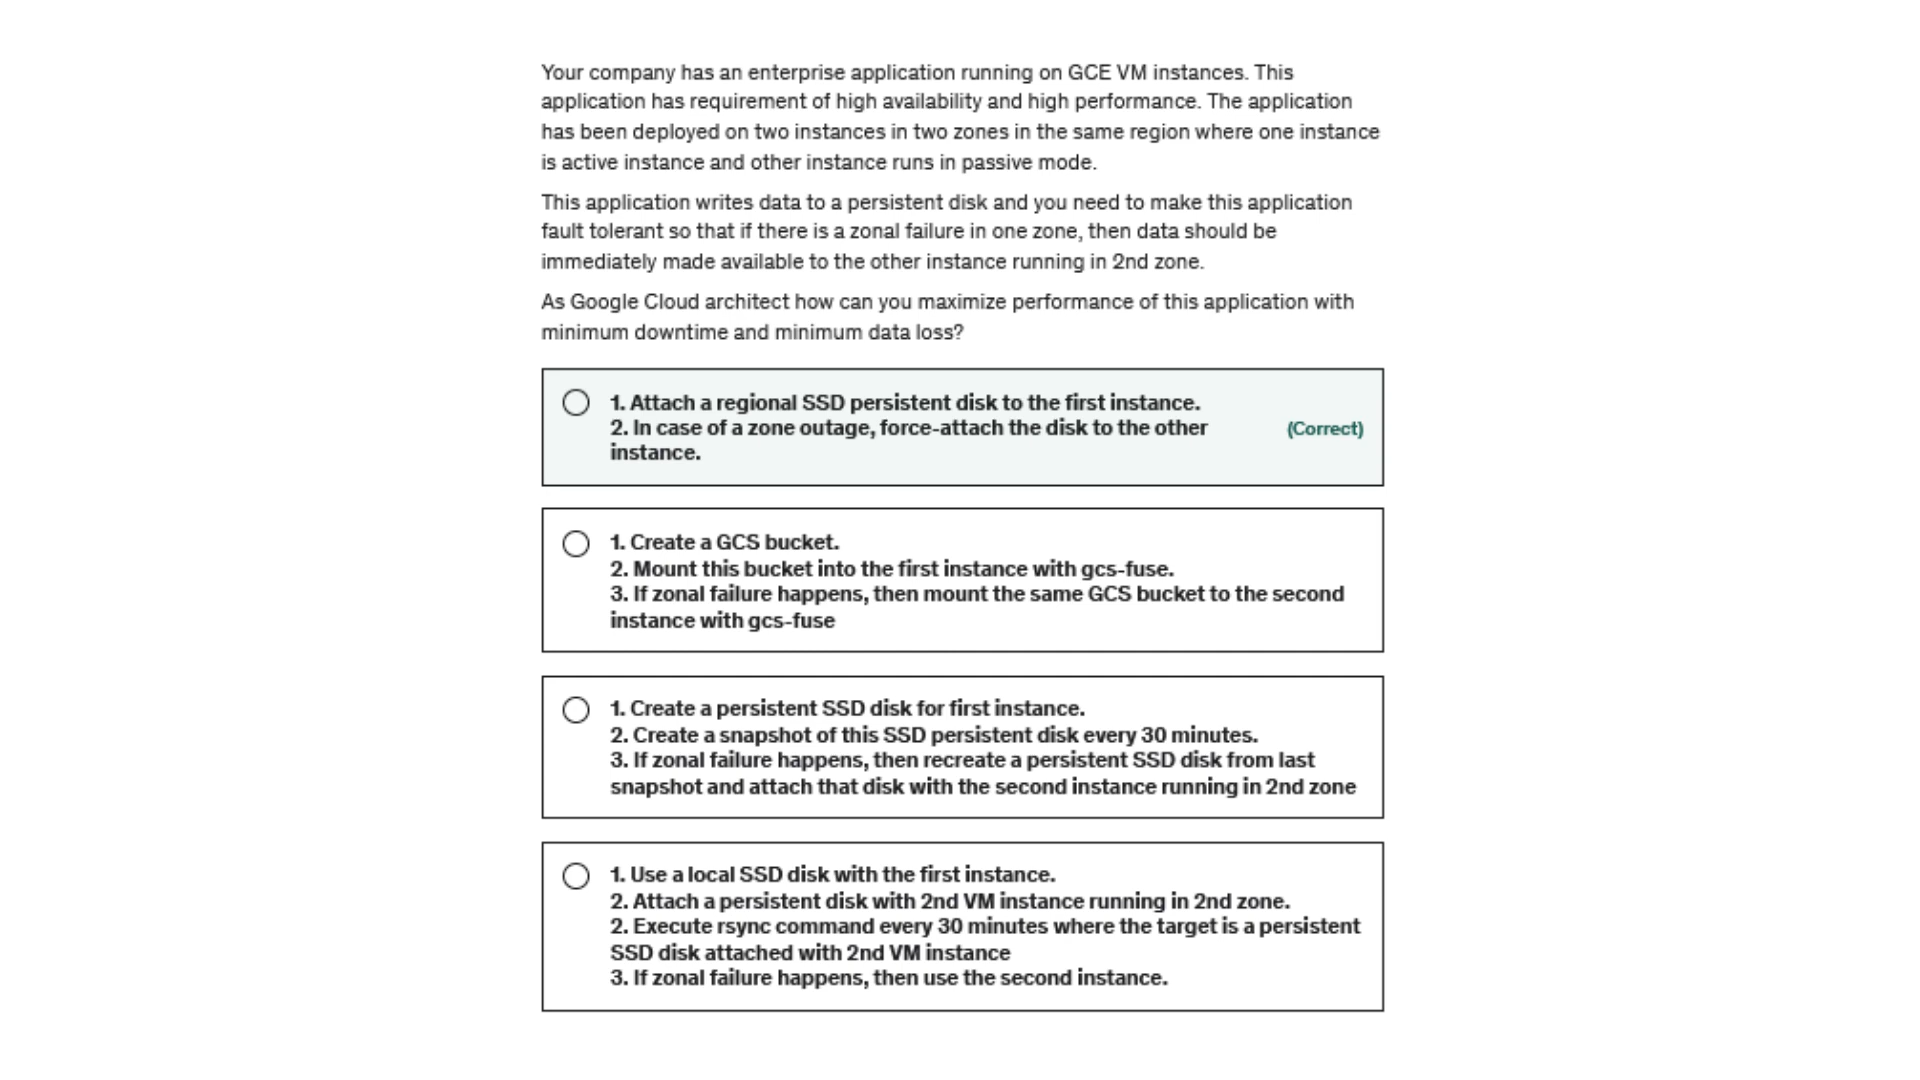 Your company has an enterprise application running on GCE VM instances. This
application has requirement of high availability and high performance. The application
has been deployed on two instances in two zones in the same region where one instance
is active instance and other instance runs in passive mode.
This application writes data to a persistent disk and you need to make this application
fault tolerant so that if there is a zonal failure in one zone, then data should be
immediately made available to the other instance running in 2nd zone.
As Google Cloud architect how can you maximize performance of this application with
minimum downtime and minimum data loss?
1. Attach a regional SSD persistent disk to the first instance.
2. In case of a zone outage, force-attach the disk to the other
instance.
(Correct)
1. Create a GCS bucket.
2. Mount this bucket into the first instance with gcs-fuse.
3. If zonal failure happens, then mount the same GCS bucket to the second
instance with gcs-fuse
1. Create a persistent SSD disk for first instance.
2. Create a snapshot of this SSD persistent disk every 30 minutes.
3. If zonal failure happens, then recreate a persistent SSD disk from last
snapshot and attach that disk with the second instance running in 2nd zone
1. Use a local SSD disk with the first instance.
2. Attach a persistent disk with 2nd VM instance running in 2nd zone.
2. Execute rsync command every 30 minutes where the target is a persistent
SSD disk attached with 2nd VM instance
3. If zonal failure happens, then use the second instance.